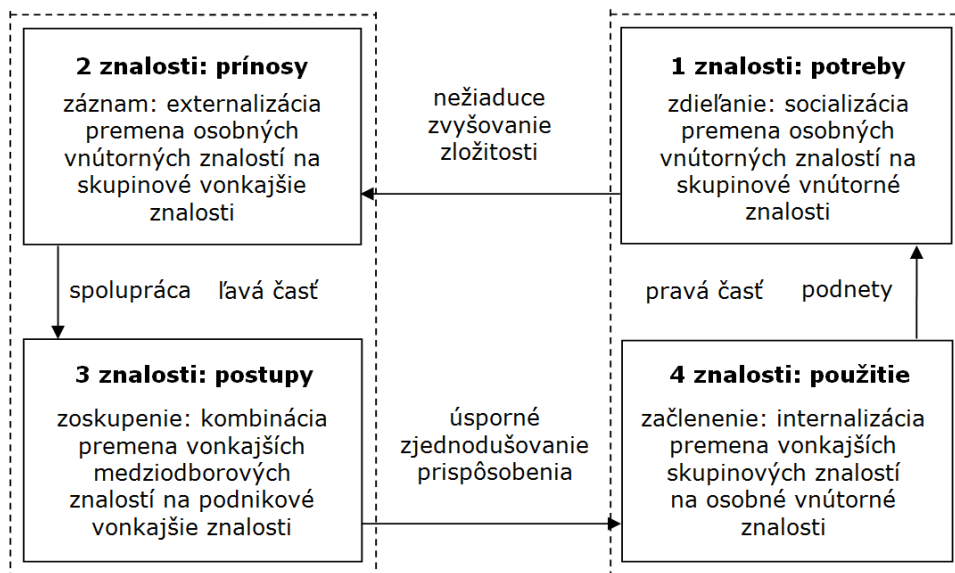 2 znalosti: prínosy
záznam: externalizácia
premena osobných
vnútorných znalostí na
skupinové vonkajšie
znalosti
nežiaduce
zvyšovanie
zložitosti
1 znalosti: potreby
zdieľanie: socializácia
premena osobných
vnútorných znalostí na
skupinové vnútorné
znalosti
spolupráca
ľavá časť
pravá časť
podnety
3 znalosti: postupy
zoskupenie: kombinácia
premena vonkajších
medziodborových
znalostí na podnikové
vonkajšie znalosti
úsporné
zjednodušovanie
prispôsobenia
4 znalosti: použitie
začlenenie: internalizácia
premena vonkajších
skupinových znalostí
na osobné vnútorné
znalosti